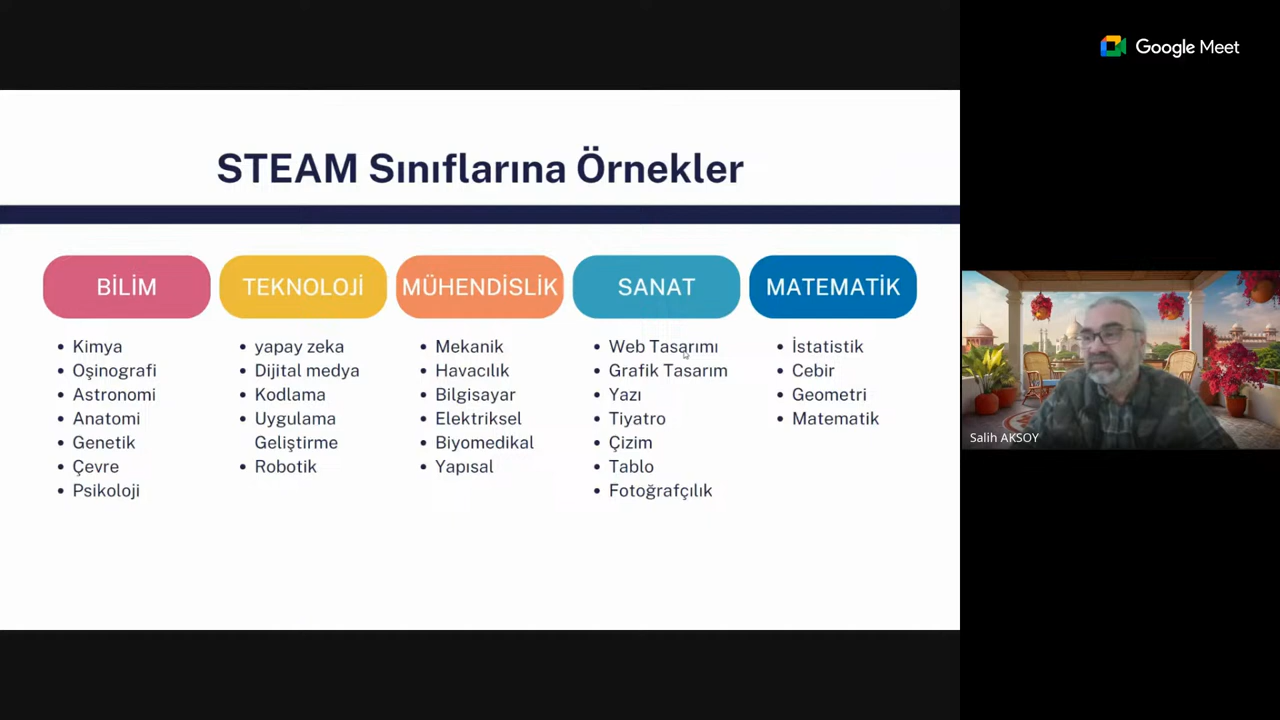 Google Meet
STEAM Sınıflarına Örnekler
BİLİM
• Kimya
• Oşinografi
• Astronomi
• Anatomi
• Genetik
• Çevre
• Psikoloji
TEKNOLOJİ
• yapay zeka
• Dijital medya
• Kodlama
• Uygulama
Geliştirme
• Robotik
MÜHENDİSLİK
• Mekanik
• Havacılık
• Bilgisayar
• Elektriksel
• Biyomedikal
• Yapısal
SANAT
• Web Tasarımı
• Grafik Tasarım
• Yazı
• Tiyatro
• Çizim
• Tablo
• Fotoğrafçılık
MATEMATİK
• İstatistik
• Cebir
• Geometri
• Matematik
Salih AKSOY